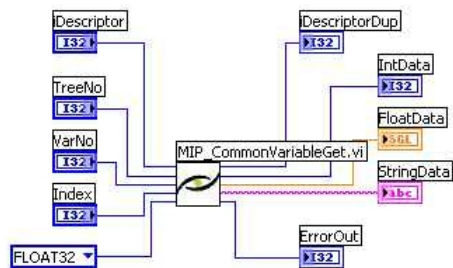 iDescriptor
I32
TreeNo
I32
VarNo
I32
Index
I32
FLOAT32
MIP_CommonVariableGet.vi
iDescriptorDup
I32
IntData
I32
FloatData
SGL
StringData
abc
ErrorOut
I32